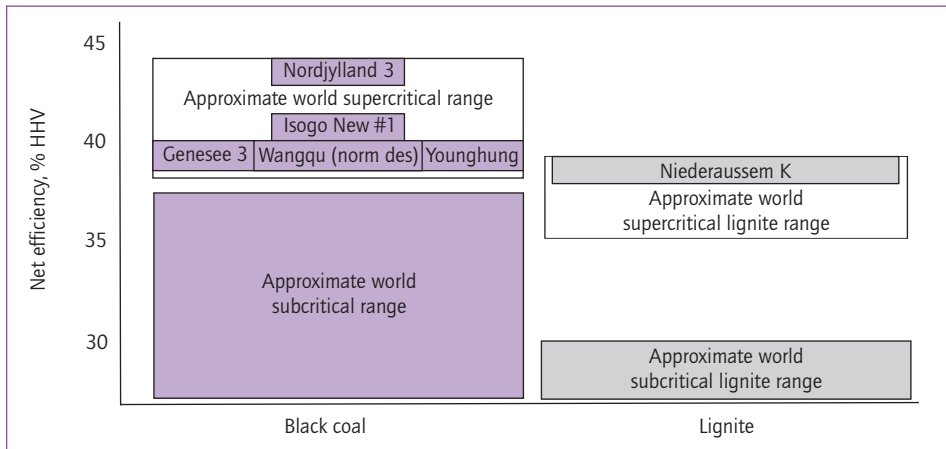 Net efficiency, % HHV
45
40
35
30
Nordjylland 3
Approximate world supercritical range
Isogo New #1
Genesee 3
Wangqu (norm des)
Younghung
Approximate world
subcritical range
Niederaussem K
Approximate world
supercritical lignite range
Approximate world
subcritical lignite range
Black coal
Lignite